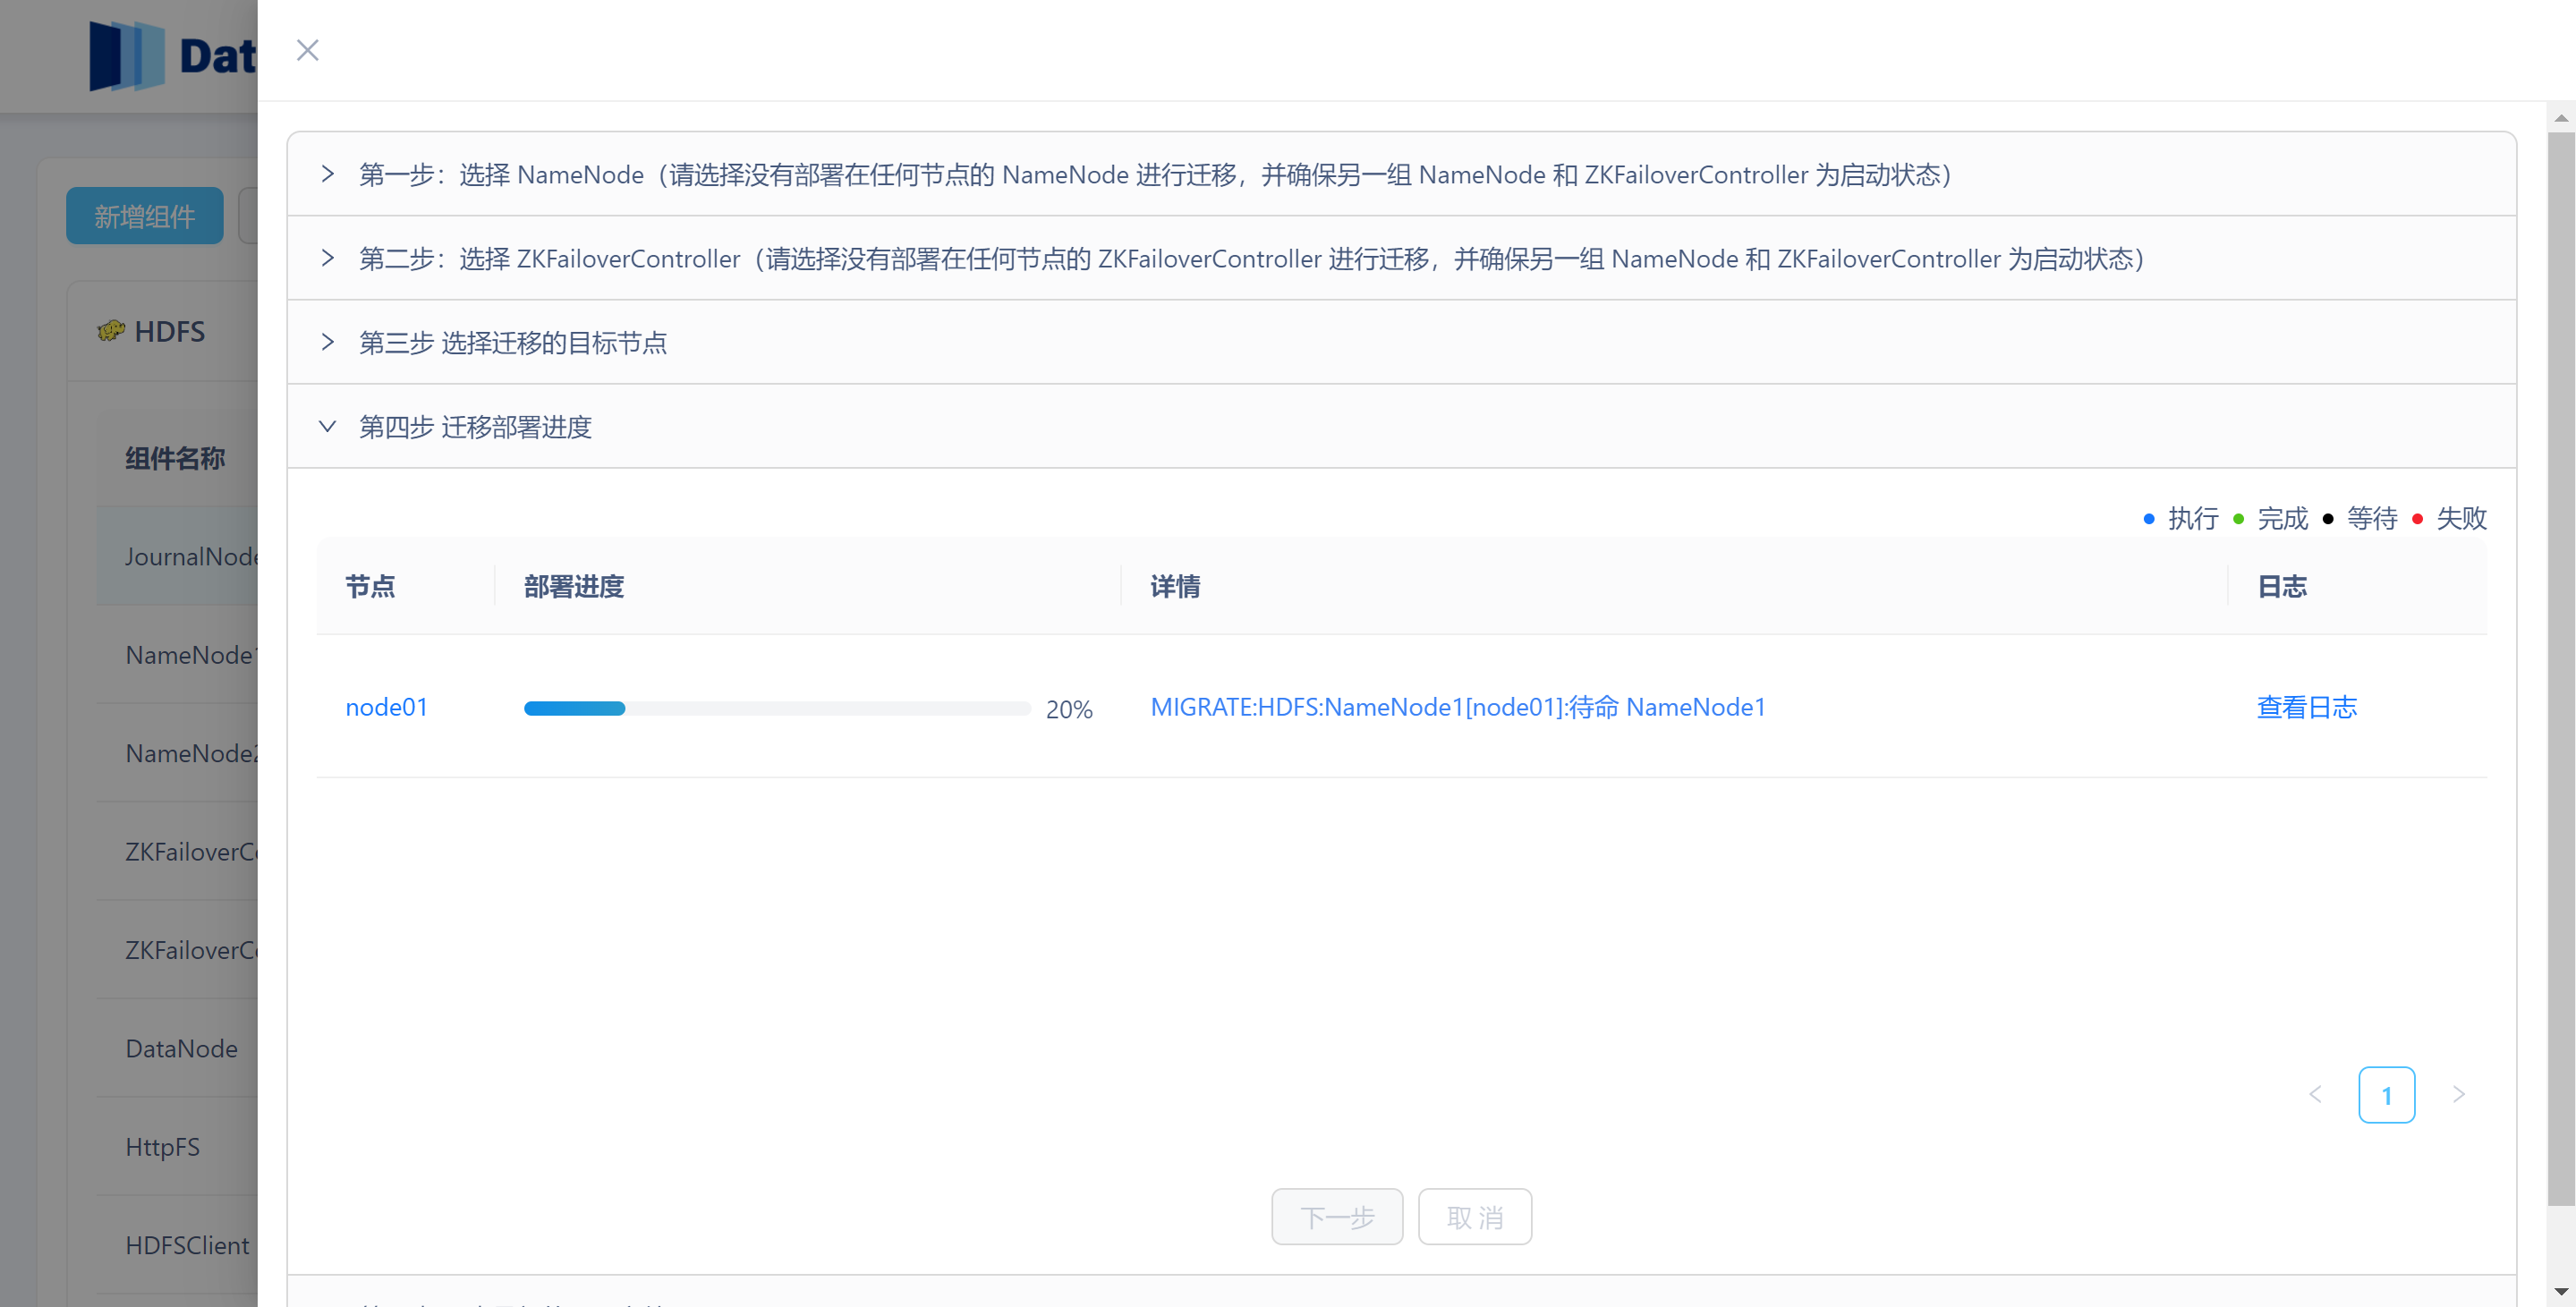 Dat
第一步：选择 NameNode（请选择没有部署在任何节点的 NameNode 进行迁移，并确保另一组 NameNode 和 ZKFailoverController 为启动状态）
新增组件
第二步：选择 ZKFailoverController（请选择没有部署在任何节点的 ZKFailoverController 进行迁移，并确保另一组 NameNode 和 ZKFailoverController 为启动状态）
HDFS
第三步 选择迁移的目标节点
第四步 迁移部署进度
组件名称
执行 完成 等待 失败
JournalNode
节点 部署进度 详情 日志
NameNode1
node01 20% MIGRATE:HDFS:NameNode1[node01]:待命 NameNode1 查看日志
NameNode2
ZKFailoverCo
ZKFailoverCo
DataNode
1
HttpFS
下一步 取 消
HDFSClient